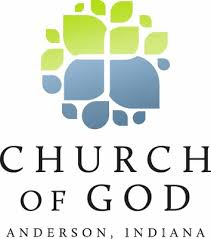 CHURCH
OF GOD
ANDERSON, INDIANA